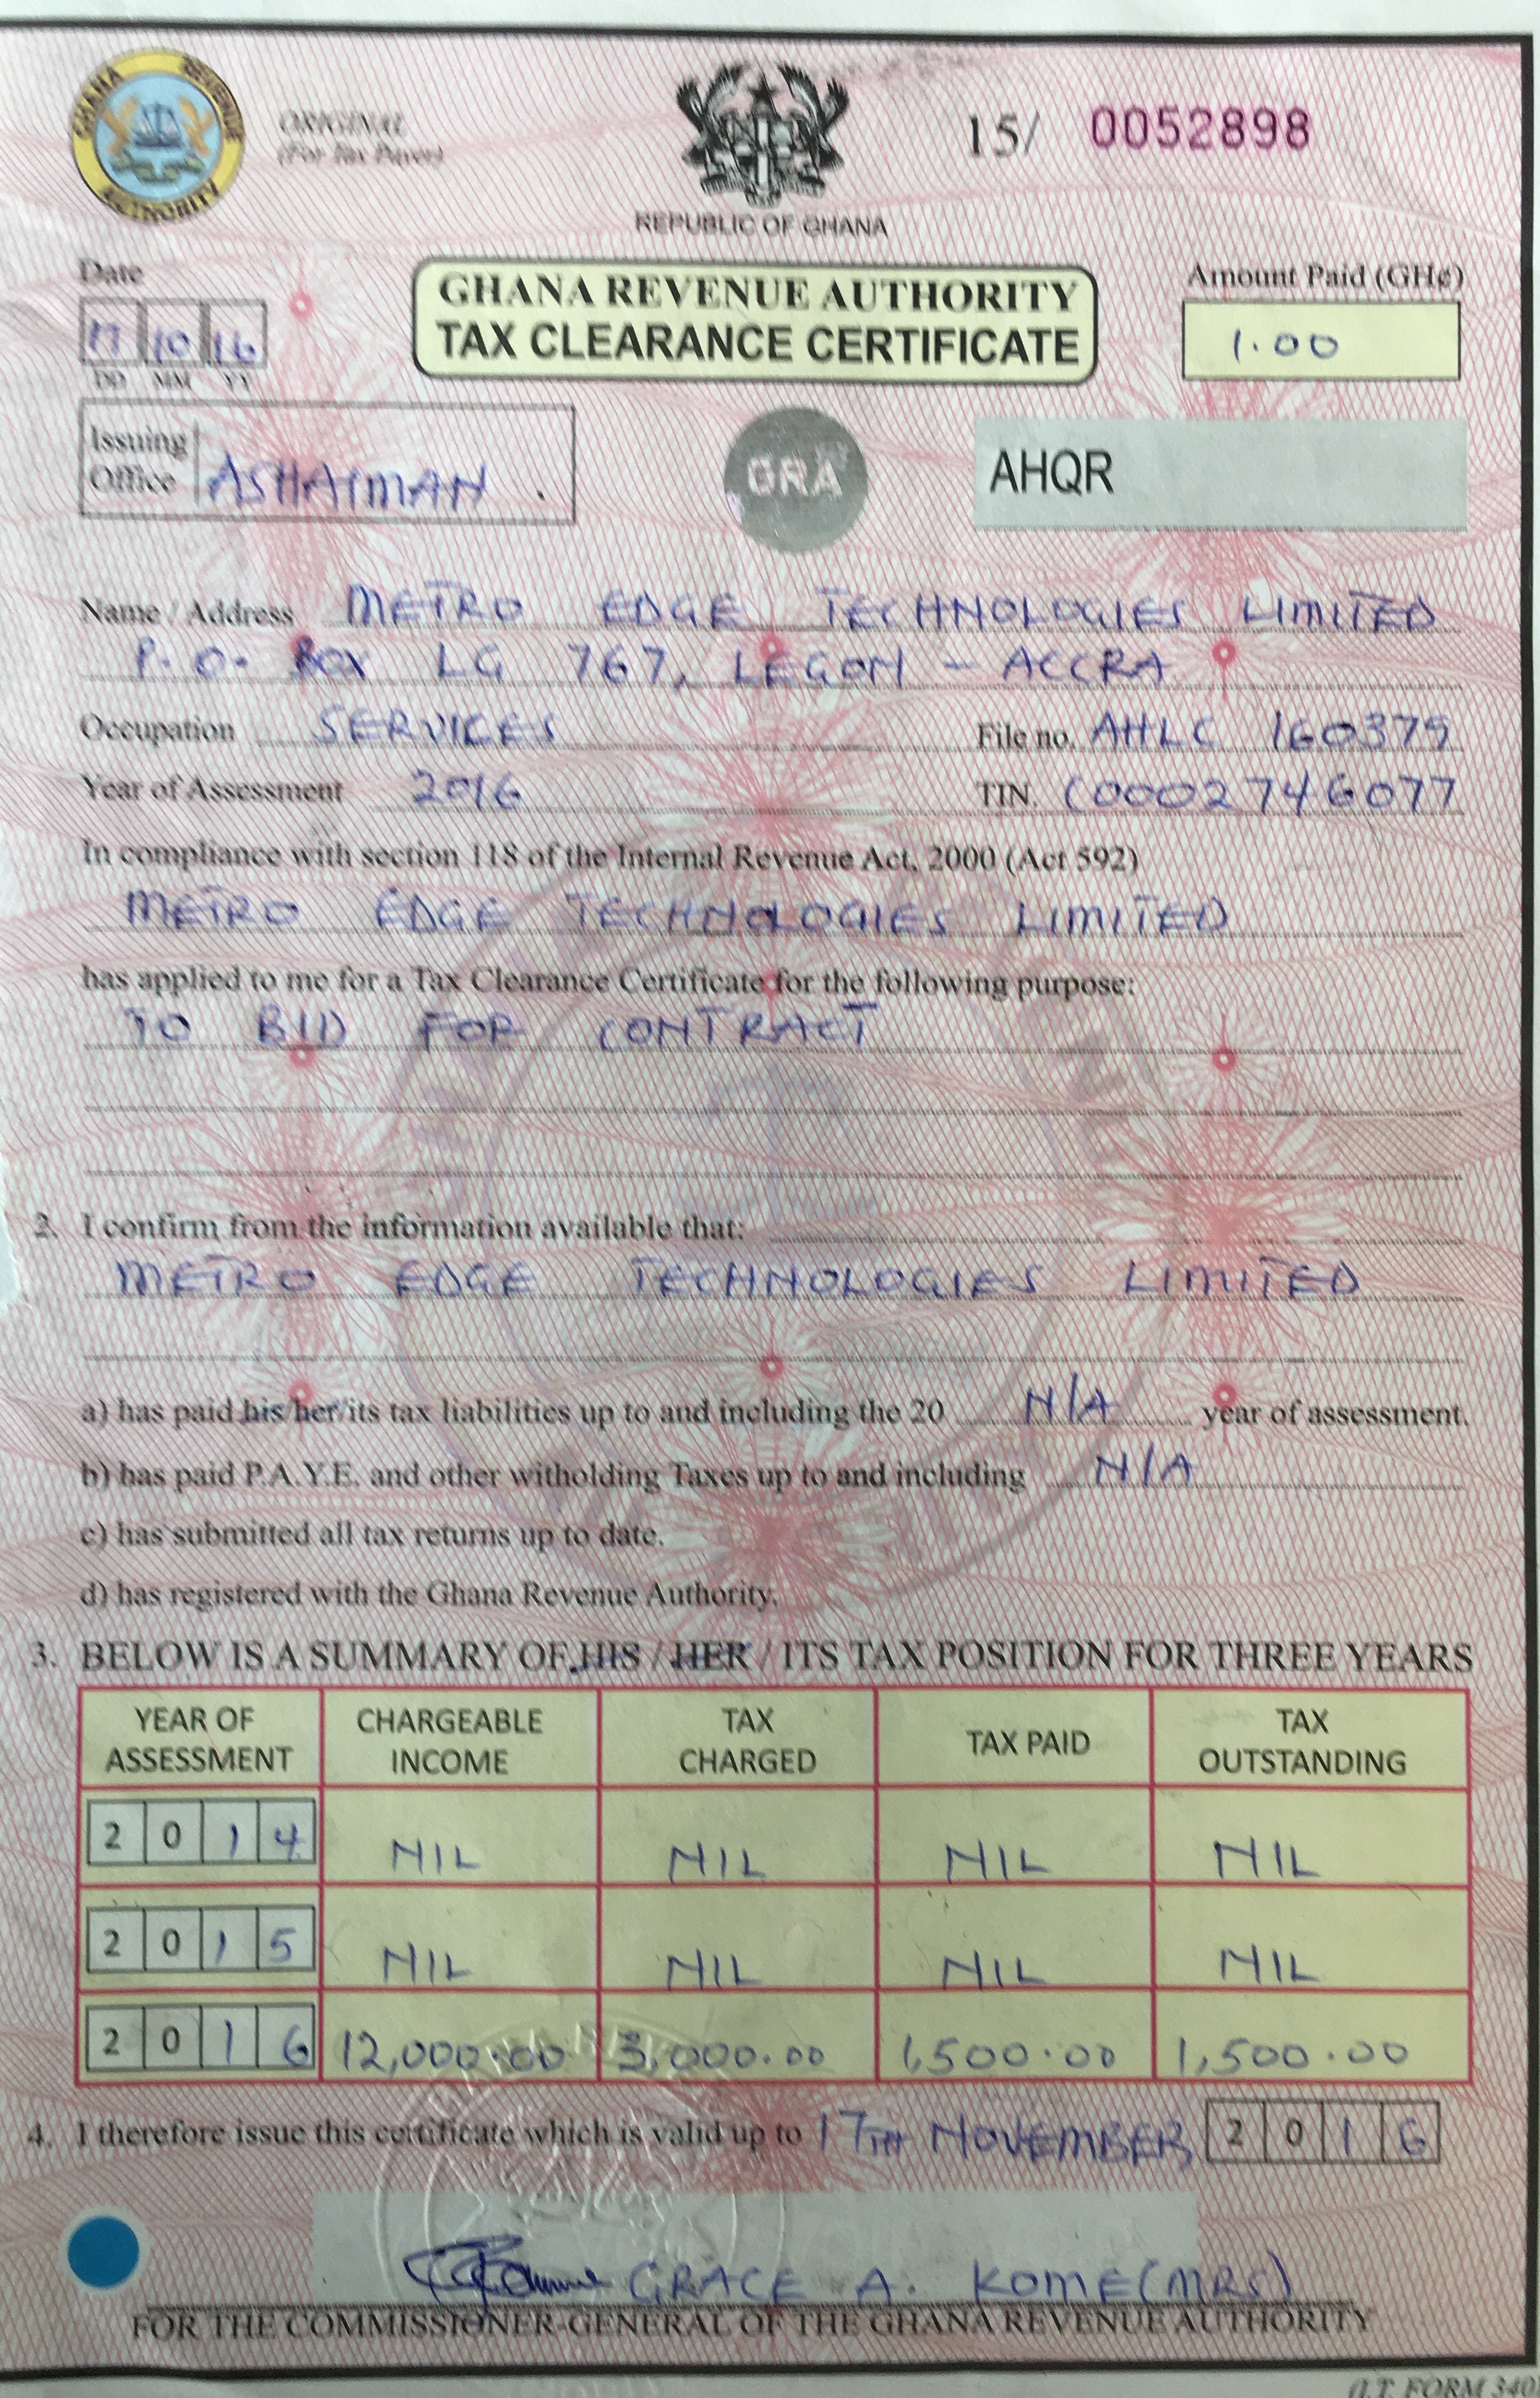 GHANA REVENUE AUTHORITY
ORIGINAL
(For Tax Payer)
REPUBLIC OF GHANA
15/ 0052898
Date
17 10 16
DD MM YY
GHANA REVENUE AUTHORITY
TAX CLEARANCE CERTIFICATE
Amount Paid (GH¢)
1.00
Issuing
Office ASHAIMAN
GRA
AHQR
Name / Address METRO EDGE TECHNOLOGIES LIMITED
P.O. BOX LG 767, LEGON - ACCRA
Occupation SERVICES File no. AHLC 160379
Year of Assessment 2016 TIN. C0002746077
In compliance with section 118 of the Internal Revenue Act, 2000 (Act 592)
METRO EDGE TECHNOLOGIES LIMITED
has applied to me for a Tax Clearance Certificate for the following purpose:
TO BID FOR CONTRACT
2. I confirm from the information available that:
METRO EDGE TECHNOLOGIES LIMITED
a) has paid his/her/its tax liabilities up to and including the 20 N/A year of assessment.
b) has paid P.A.Y.E. and other witholding Taxes up to and including N/A
c) has submitted all tax returns up to date.
d) has registered with the Ghana Revenue Authority.
3. BELOW IS A SUMMARY OF HIS / HER / ITS TAX POSITION FOR THREE YEARS
YEAR OF ASSESSMENT CHARGEABLE INCOME TAX CHARGED TAX PAID TAX OUTSTANDING
2014 NIL NIL NIL NIL
2015 NIL NIL NIL NIL
2016 12,000.00 3,000.00 1,500.00 1,500.00
4. I therefore issue this certificate which is valid up to 17TH NOVEMBER 2016
GRACE A. KOME (MRS)
FOR THE COMMISSIONER-GENERAL OF THE GHANA REVENUE AUTHORITY
(I.T. FORM 340